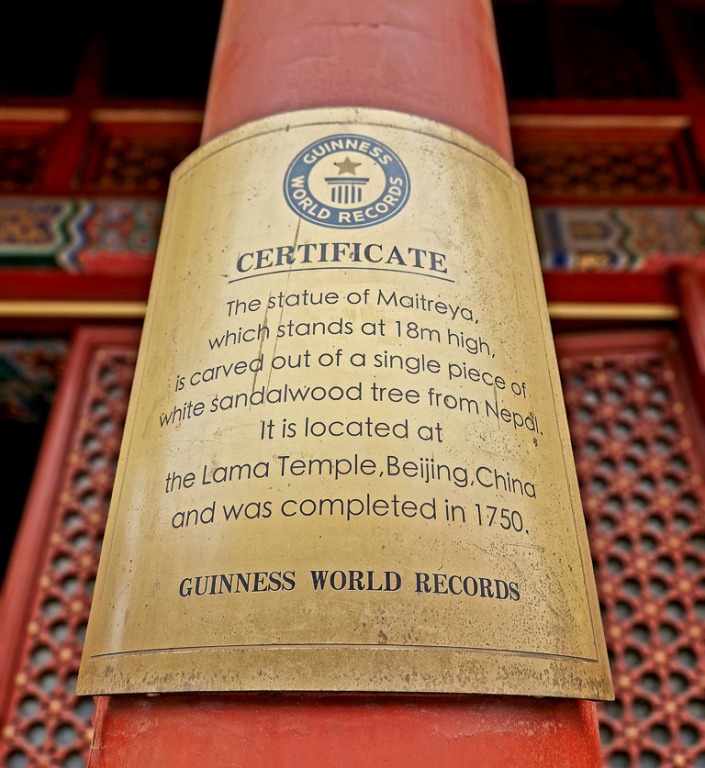 GUINNESS
WORLD RECORDS
CERTIFICATE
The statue of Maitreya,
which stands at 18m high,
is carved out of a single piece of
white sandalwood tree from Nepal.
It is located at
the Lama Temple,Beijing,China
and was completed in 1750.
GUINNESS WORLD RECORDS